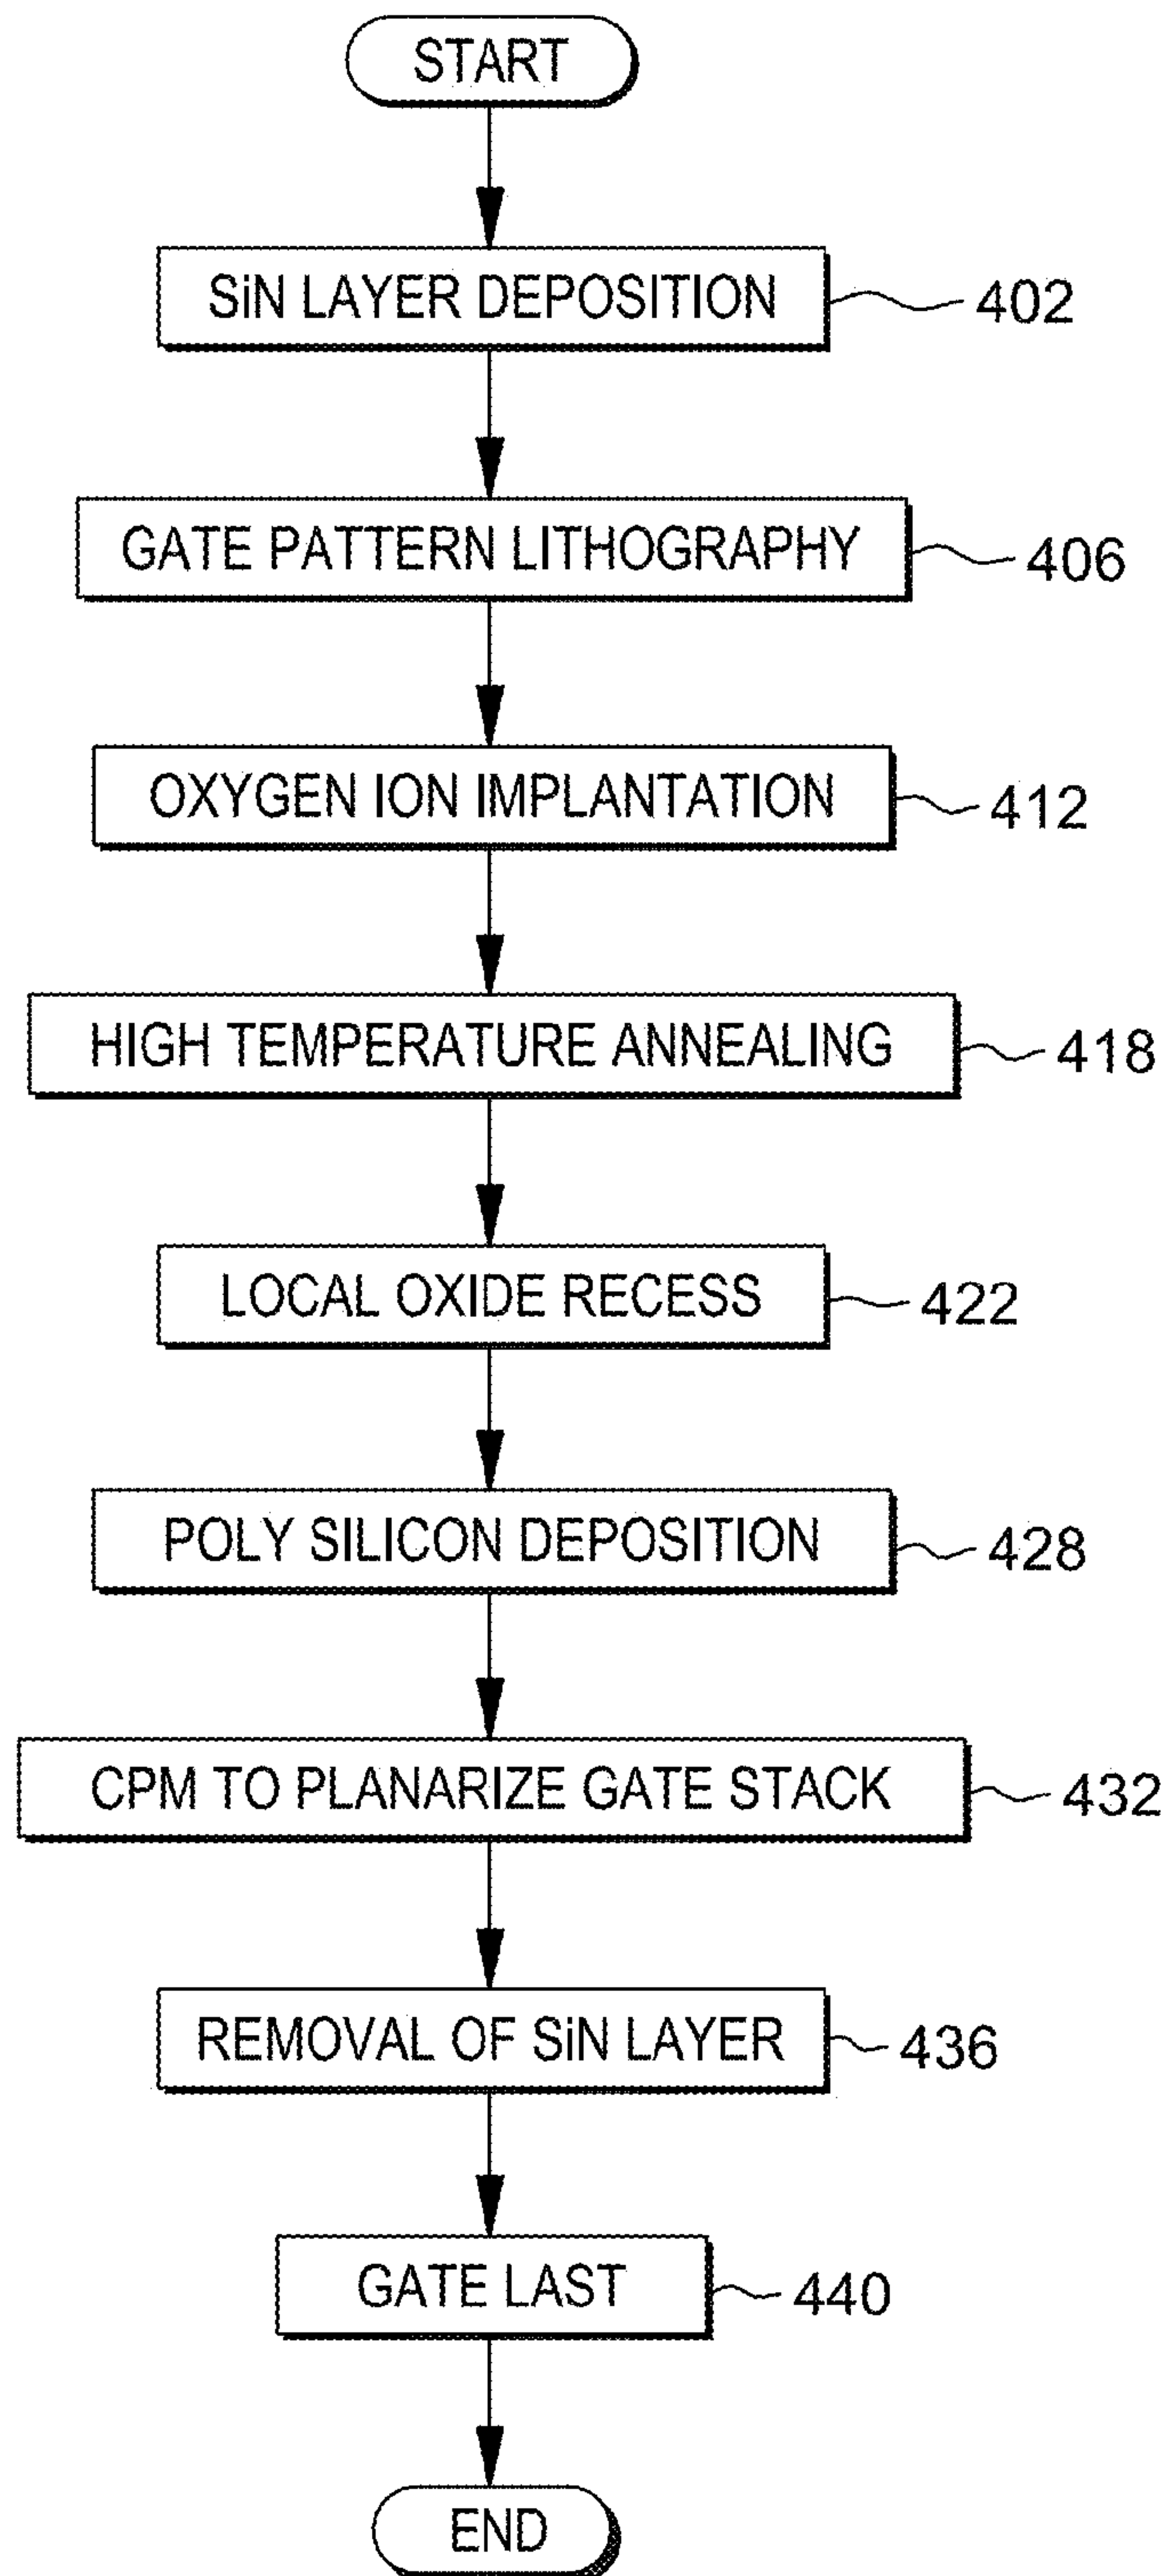 START
SiN LAYER DEPOSITION 402
GATE PATTERN LITHOGRAPHY 406
OXYGEN ION IMPLANTATION 412
HIGH TEMPERATURE ANNEALING 418
LOCAL OXIDE RECESS 422
POLY SILICON DEPOSITION 428
CPM TO PLANARIZE GATE STACK 432
REMOVAL OF SiN LAYER 436
GATE LAST 440
END